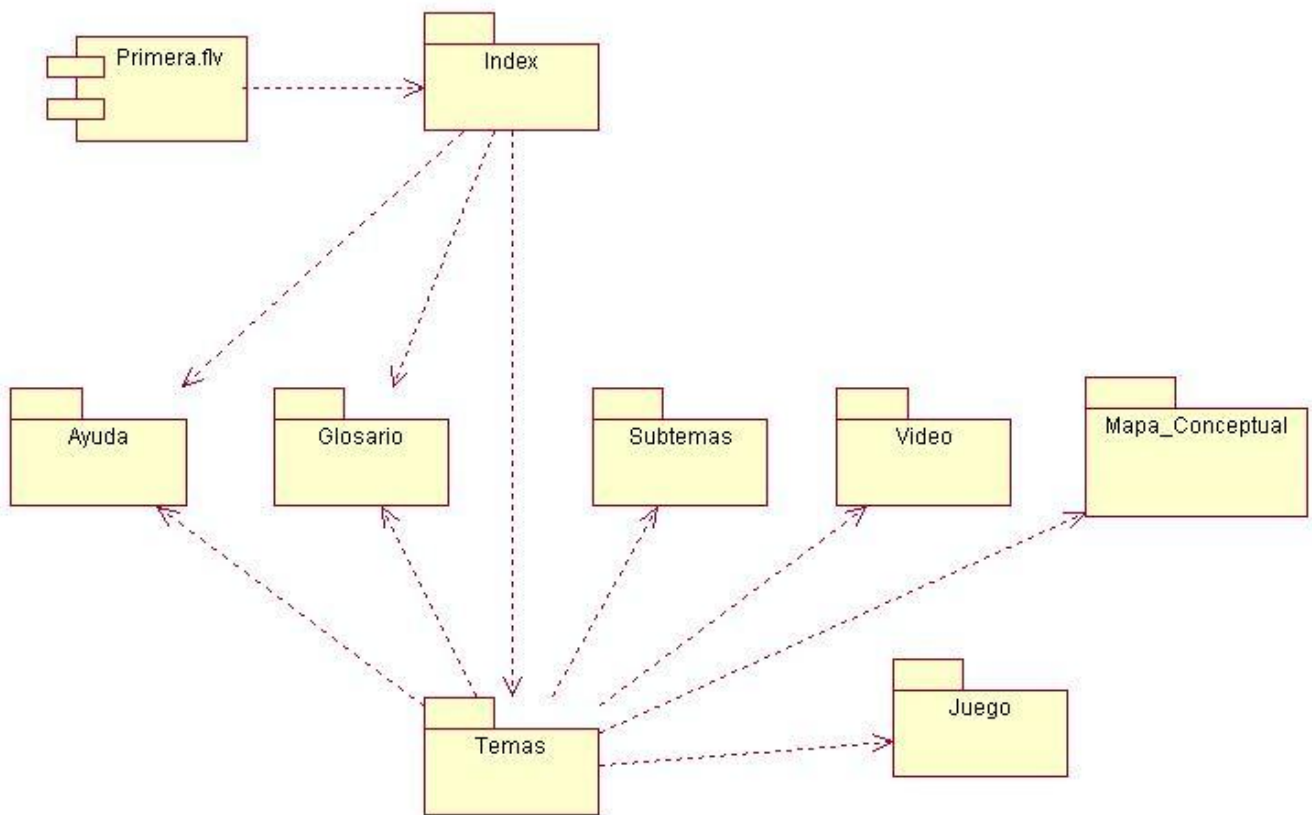 Primera.flv
Index
Ayuda
Glosario
Subtemas
Video
Mapa_Conceptual
Juego
Temas